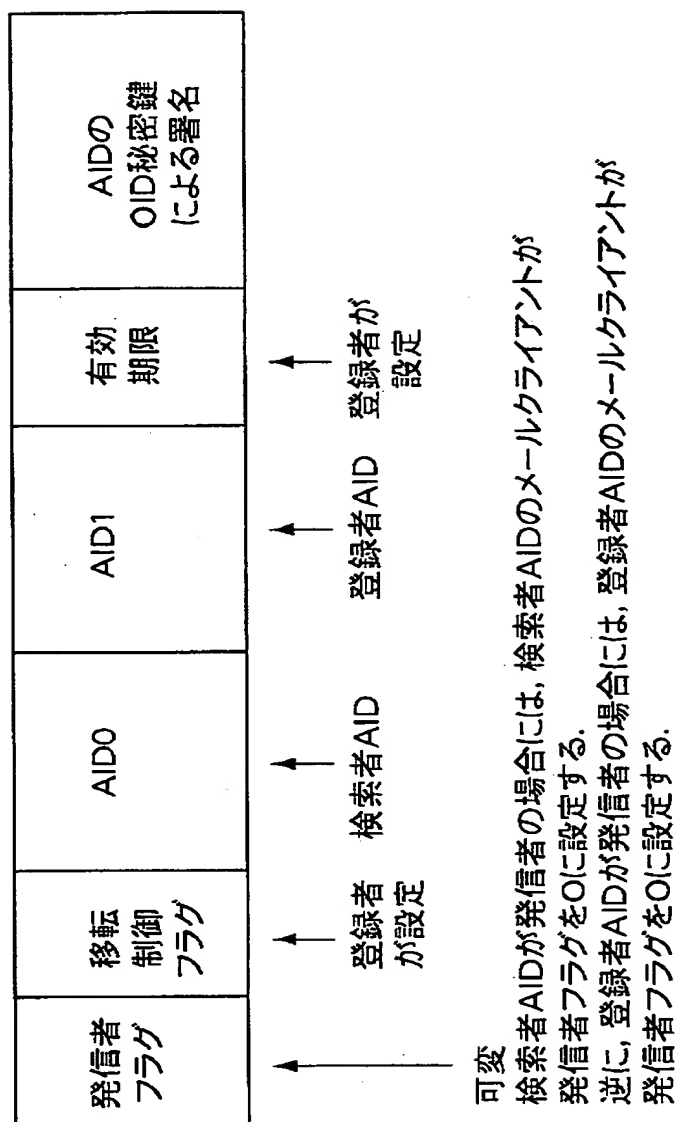 発信者
フラグ
移転
制御
フラグ
AID0
AID1
有効
期限
AIDの
OID秘密鍵
による署名
登録者
が設定
検索者AID
登録者AID
登録者が
設定
可変
検索者AIDが発信者の場合には, 検索者AIDのメールクライアントが
発信者フラグを0に設定する.
逆に, 登録者AIDが発信者の場合には, 登録者AIDのメールクライアントが
発信者フラグを0に設定する.